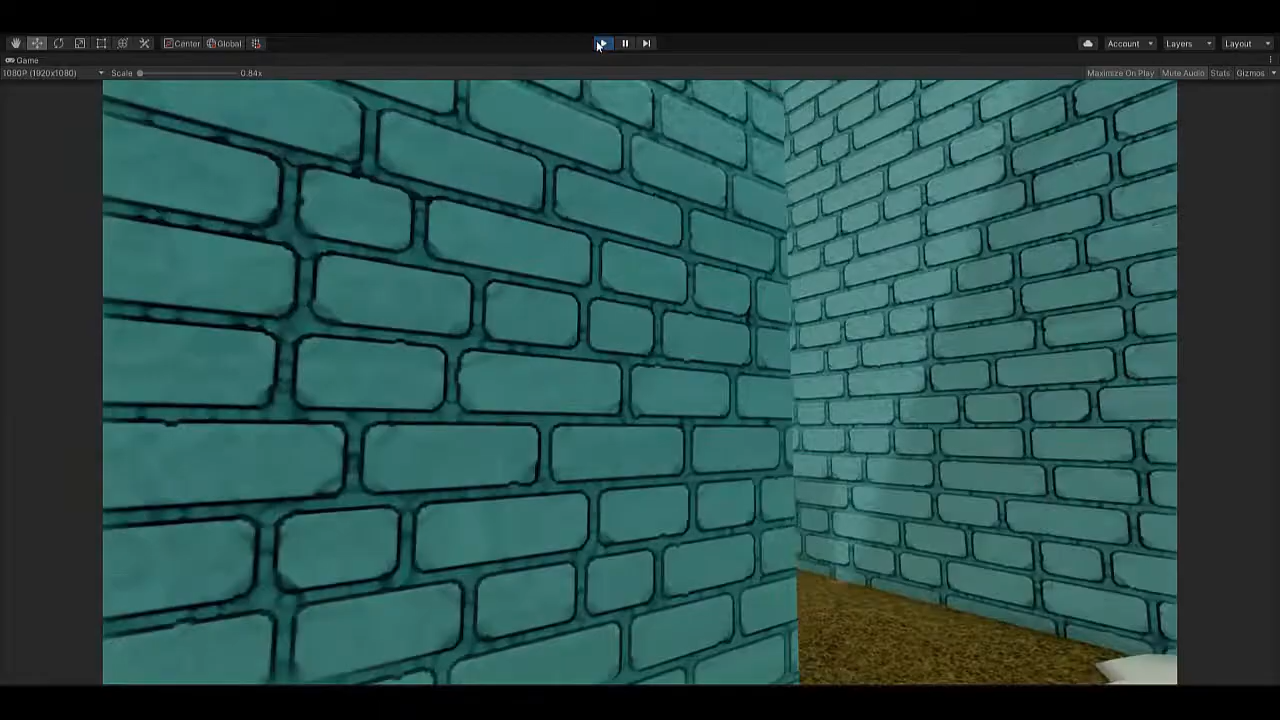 Center Global Account Layers Layout
Game
1080P (1920x1080) Scale 0.84x Maximize On Play Mute Audio Stats Gizmos